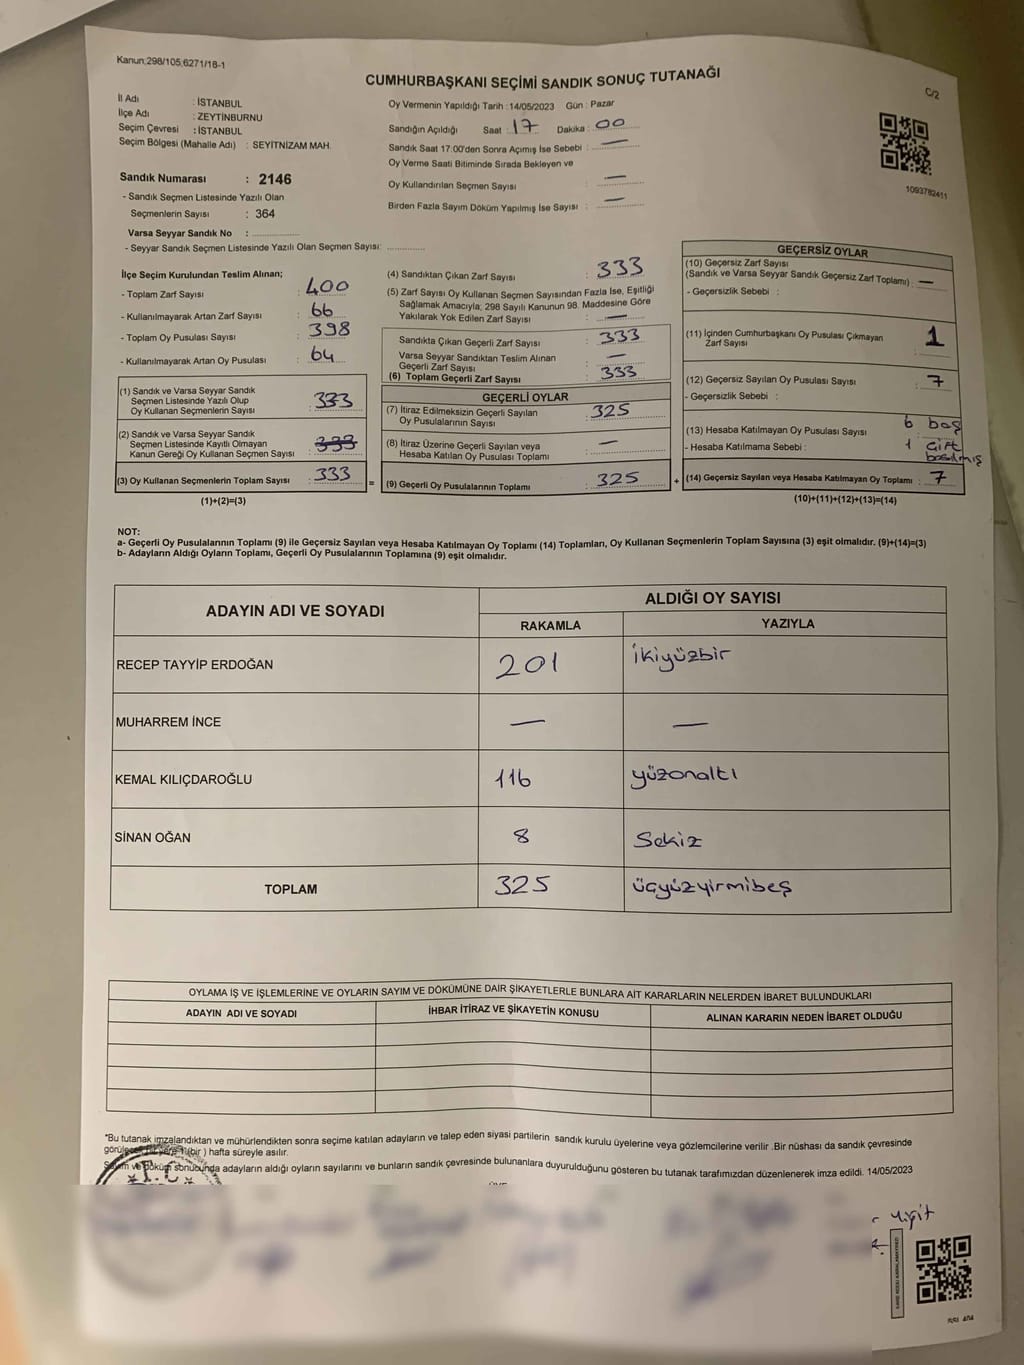 Kanun;298/105;6271/18-1
CUMHURBAŞKANI SEÇİMİ SANDIK SONUÇ TUTANAĞI
C/2
İl Adı : İSTANBUL
İlçe Adı : ZEYTİNBURNU
Seçim Çevresi : İSTANBUL
Seçim Bölgesi (Mahalle Adı) : SEYİTNİZAM MAH.
Sandık Numarası : 2146
- Sandık Seçmen Listesinde Yazılı Olan
Seçmenlerin Sayısı : 364
Varsa Seyyar Sandık No : ................
- Seyyar Sandık Seçmen Listesinde Yazılı Olan Seçmen Sayısı: .............
Oy Vermenin Yapıldığı Tarih : 14/05/2023 Gün : Pazar
Sandığın Açıldığı Saat : 17 Dakika : 00
Sandık Saat 17:00'den Sonra Açımış İse Sebebi : —
Oy Verme Saati Bitiminde Sırada Bekleyen ve
Oy Kullandırılan Seçmen Sayısı : —
Birden Fazla Sayım Döküm Yapılmış İse Sayısı : —
1093782411
İlçe Seçim Kurulundan Teslim Alınan;
- Toplam Zarf Sayısı : 400
- Kullanılmayarak Artan Zarf Sayısı : 66
- Toplam Oy Pusulası Sayısı : 398
- Kullanılmayarak Artan Oy Pusulası : 64
(1) Sandık ve Varsa Seyyar Sandık
Seçmen Listesinde Yazılı Olup
Oy Kullanan Seçmenlerin Sayısı : 333
(2) Sandık ve Varsa Seyyar Sandık
Seçmen Listesinde Kayıtlı Olmayan
Kanun Gereği Oy Kullanan Seçmen Sayısı : 333
(3) Oy Kullanan Seçmenlerin Toplam Sayısı : 333 =
(1)+(2)=(3)
(4) Sandıktan Çıkan Zarf Sayısı : 333
(5) Zarf Sayısı Oy Kullanan Seçmen Sayısından Fazla İse, Eşitliği
Sağlamak Amacıyla; 298 Sayılı Kanunun 98. Maddesine Göre
Yakılarak Yok Edilen Zarf Sayısı : —
Sandıkta Çıkan Geçerli Zarf Sayısı : 333
Varsa Seyyar Sandıktan Teslim Alınan
Geçerli Zarf Sayısı : —
(6) Toplam Geçerli Zarf Sayısı : 333
GEÇERLİ OYLAR
(7) İtiraz Edilmeksizin Geçerli Sayılan
Oy Pusulalarının Sayısı : 325
(8) İtiraz Üzerine Geçerli Sayılan veya
Hesaba Katılan Oy Pusulası Toplamı : —
(9) Geçerli Oy Pusulalarının Toplamı : 325 +
GEÇERSİZ OYLAR
(10) Geçersiz Zarf Sayısı
(Sandık ve Varsa Seyyar Sandık Geçersiz Zarf Toplamı) : —
- Geçersizlik Sebebi :
(11) İçinden Cumhurbaşkanı Oy Pusulası Çıkmayan
Zarf Sayısı : 1
(12) Geçersiz Sayılan Oy Pusulası Sayısı : 7
- Geçersizlik Sebebi :
(13) Hesaba Katılmayan Oy Pusulası Sayısı : 6 boş
- Hesaba Katılmama Sebebi : 1 Çift
basılmış
(14) Geçersiz Sayılan veya Hesaba Katılmayan Oy Toplamı : 7
(10)+(11)+(12)+(13)=(14)
NOT:
a- Geçerli Oy Pusulalarının Toplamı (9) ile Geçersiz Sayılan veya Hesaba Katılmayan Oy Toplamı (14) Toplamları, Oy Kullanan Seçmenlerin Toplam Sayısına (3) eşit olmalıdır. (9)+(14)=(3)
b- Adayların Aldığı Oyların Toplamı, Geçerli Oy Pusulalarının Toplamına (9) eşit olmalıdır.
ADAYIN ADI VE SOYADI ALDIĞI OY SAYISI
RAKAMLA YAZIYLA
RECEP TAYYİP ERDOĞAN 201 ikiyüzbir
MUHARREM İNCE — —
KEMAL KILIÇDAROĞLU 116 yüzonaltı
SİNAN OĞAN 8 Sekiz
TOPLAM 325 üçyüzyirmibeş
OYLAMA İŞ VE İŞLEMLERİNE VE OYLARIN SAYIM VE DÖKÜMÜNE DAİR ŞİKAYETLERLE BUNLARA AİT KARARLARIN NELERDEN İBARET BULUNDUKLARI
ADAYIN ADI VE SOYADI İHBAR İTİRAZ VE ŞİKAYETİN KONUSU ALINAN KARARIN NEDEN İBARET OLDUĞU
"Bu tutanak imzalandıktan ve mühürlendikten sonra seçime katılan adayların ve talep eden siyasi partilerin sandık kurulu üyelerine veya gözlemcilerine verilir .Bir nüshası da sandık çevresinde
görülecek bir yere 1 (bir ) hafta süreyle asılır.
Sayım ve döküm sonucunda adayların aldığı oyların sayılarını ve bunların sandık çevresinde bulunanlara duyurulduğunu gösteren bu tutanak tarafımızdan düzenlenerek imza edildi. 14/05/2023
T.C
yiğit